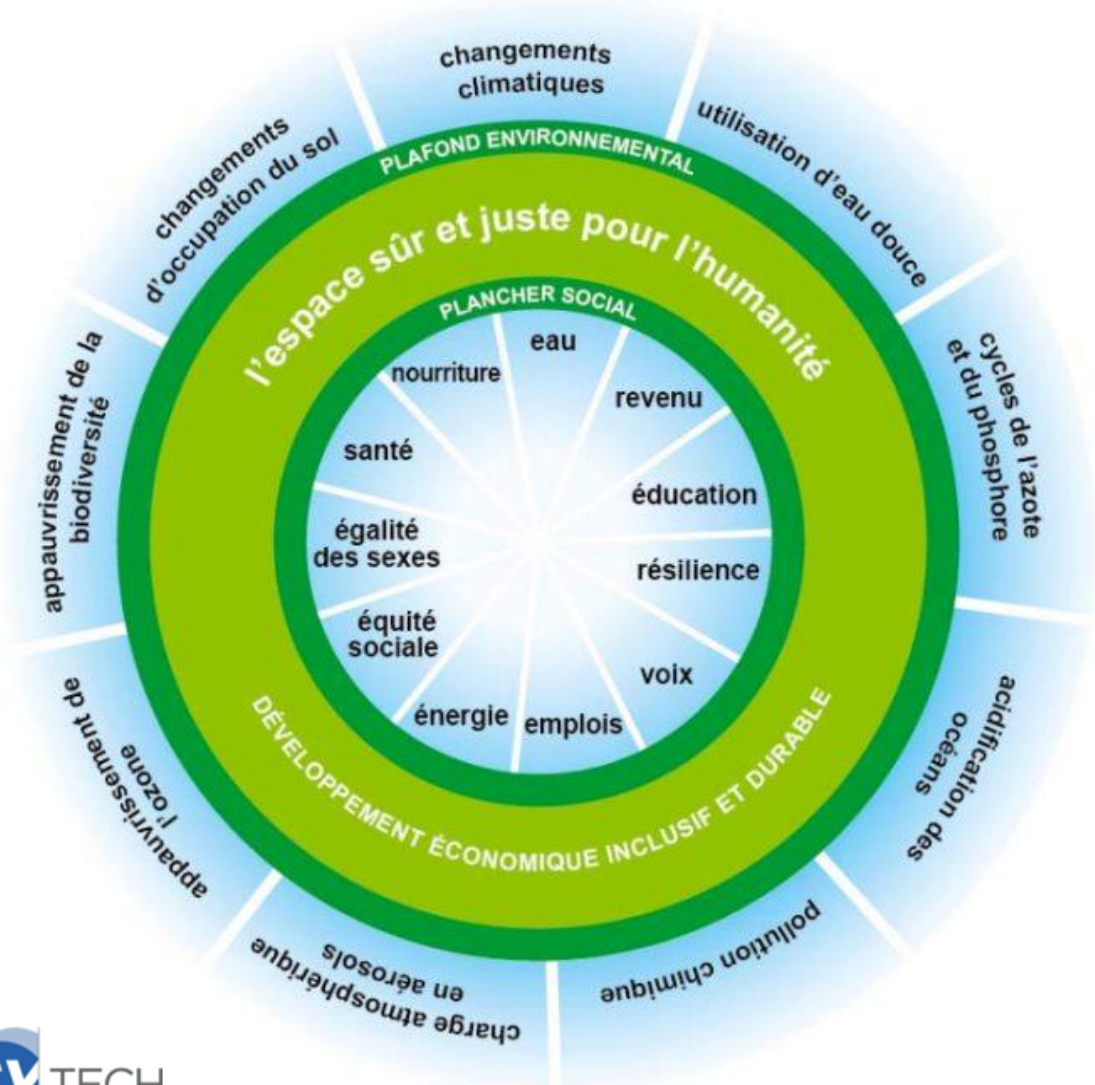 changements
climatiques
utilisation d'eau douce
cycles de l'azote
et du phosphore
acidification des
océans
pollution chimique
charge atmosphérique
en aérosols
appauvrissement de
l'ozone
appauvrissement de la
biodiversité
changements
d'occupation du sol
PLAFOND ENVIRONNEMENTAL
l'espace sûr et juste pour l'humanité
PLANCHER SOCIAL
eau
revenu
éducation
résilience
voix
emplois
énergie
équité
sociale
égalité
des sexes
santé
nourriture
DÉVELOPPEMENT ÉCONOMIQUE INCLUSIF ET DURABLE
TECH